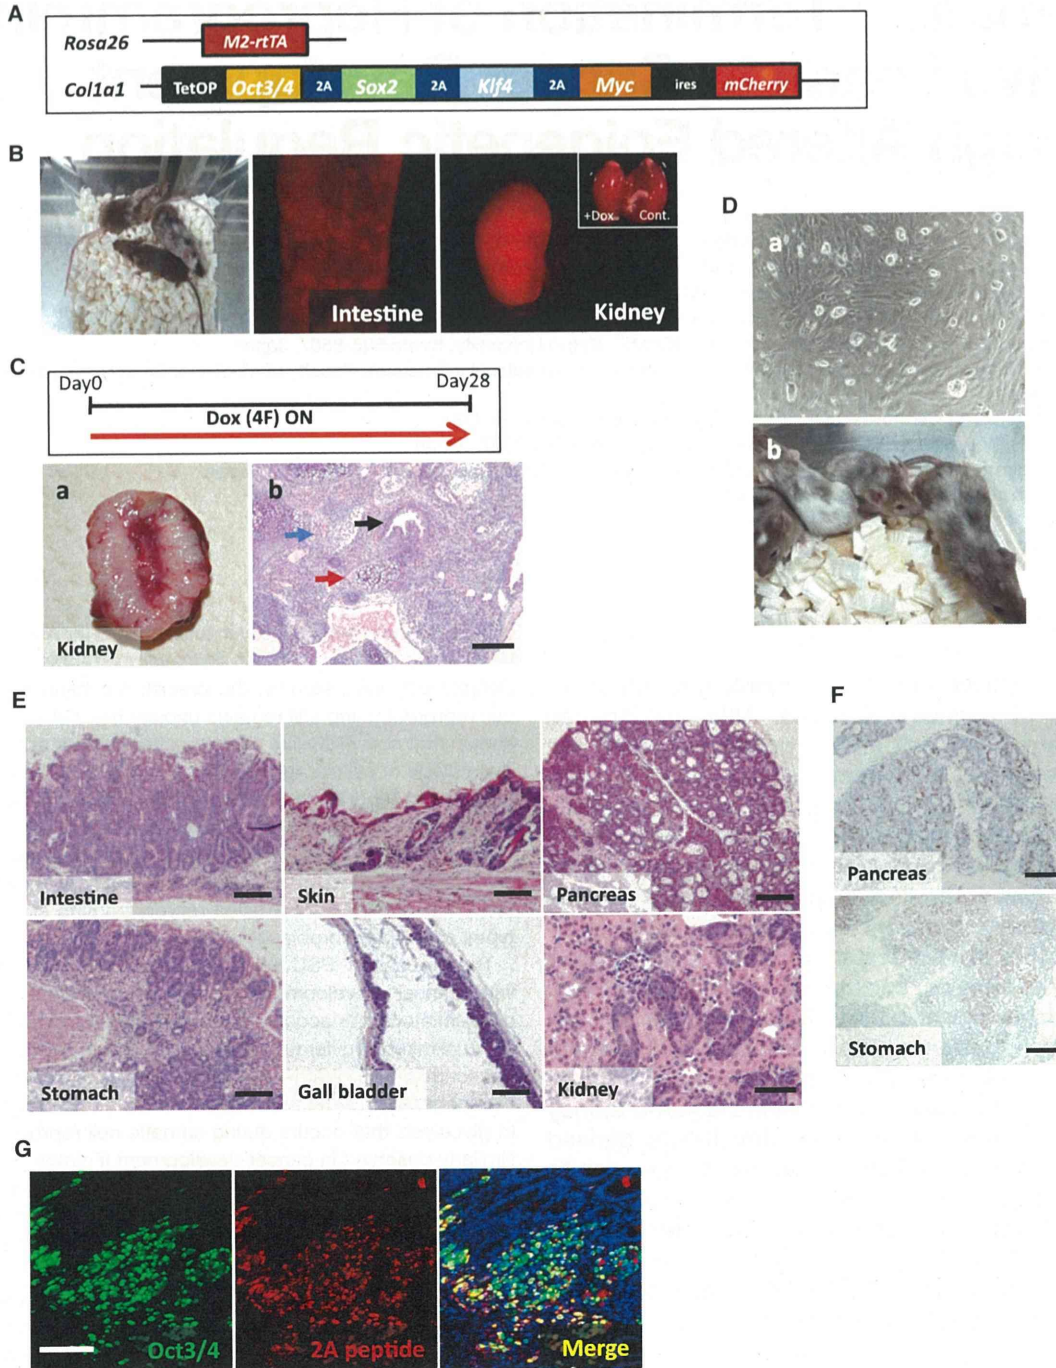 A
Rosa26 M2-rtTA
Col1a1 TetOP Oct3/4 2A Sox2 2A Klf4 2A Myc ires mCherry
B
Intestine
+Dox Cont.
Kidney
C
Day0 Day28
Dox (4F) ON
a
Kidney
b
D
a
b
E
Intestine
Skin
Pancreas
Stomach
Gall bladder
Kidney
F
Pancreas
Stomach
G
Oct3/4
2A peptide
Merge